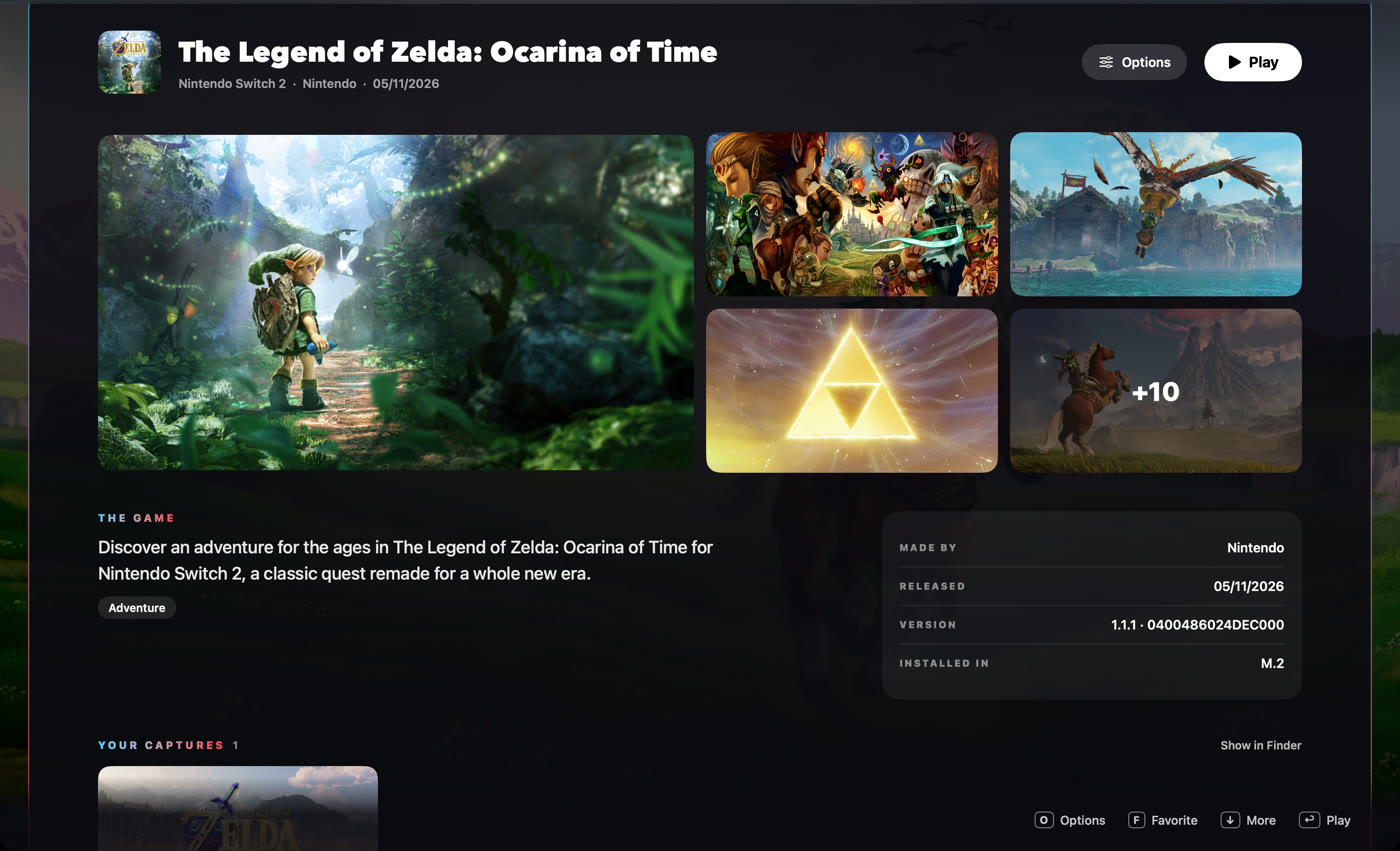 The Legend of Zelda: Ocarina of Time
Nintendo Switch 2 · Nintendo · 05/11/2026
Options
Play
ZELDA
+10
THE GAME
Discover an adventure for the ages in The Legend of Zelda: Ocarina of Time for
Nintendo Switch 2, a classic quest remade for a whole new era.
Adventure
MADE BY Nintendo
RELEASED 05/11/2026
VERSION 1.1.1 · 0400486024DEC000
INSTALLED IN M.2
YOUR CAPTURES 1
Show in Finder
ZELDA
O Options F Favorite ↓ More ↩ Play